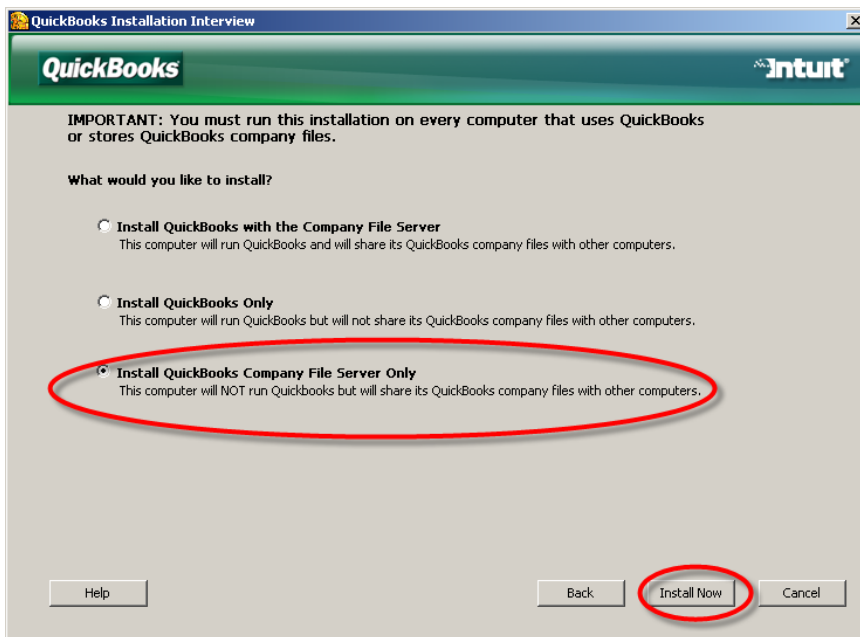 QuickBooks Installation Interview
QuickBooks
Intuit
IMPORTANT: You must run this installation on every computer that uses QuickBooks
or stores QuickBooks company files.
What would you like to install?
Install QuickBooks with the Company File Server
This computer will run QuickBooks and will share its QuickBooks company files with other computers.
Install QuickBooks Only
This computer will run QuickBooks but will not share its QuickBooks company files with other computers.
Install QuickBooks Company File Server Only
This computer will NOT run Quickbooks but will share its QuickBooks company files with other computers.
Help
Back
Install Now
Cancel